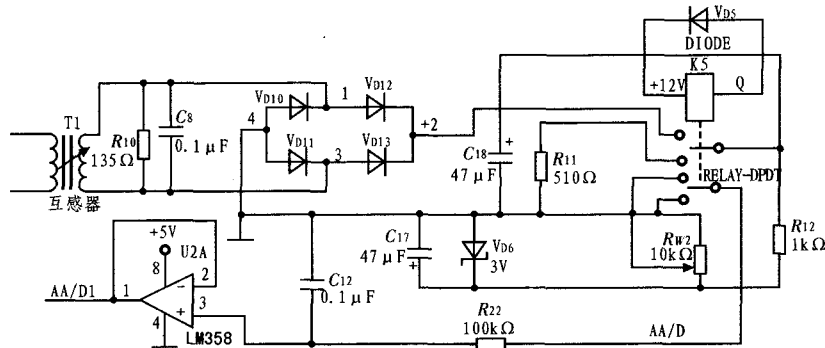 VD5
DIODE
K5
+12V
Q
T1
R10
135Ω
C8
0.1μF
VD10
1
VD12
4
+2
VD11
3
VD13
C18
+
47μF
R11
510Ω
RELAY-DPDT
互感器
R12
1kΩ
+5V
U2A
8
2
AA/D1
1
-
+
3
4
LM358
C12
0.1μF
C17
47μF
+
VD6
3V
RW2
10kΩ
R22
100kΩ
AA/D